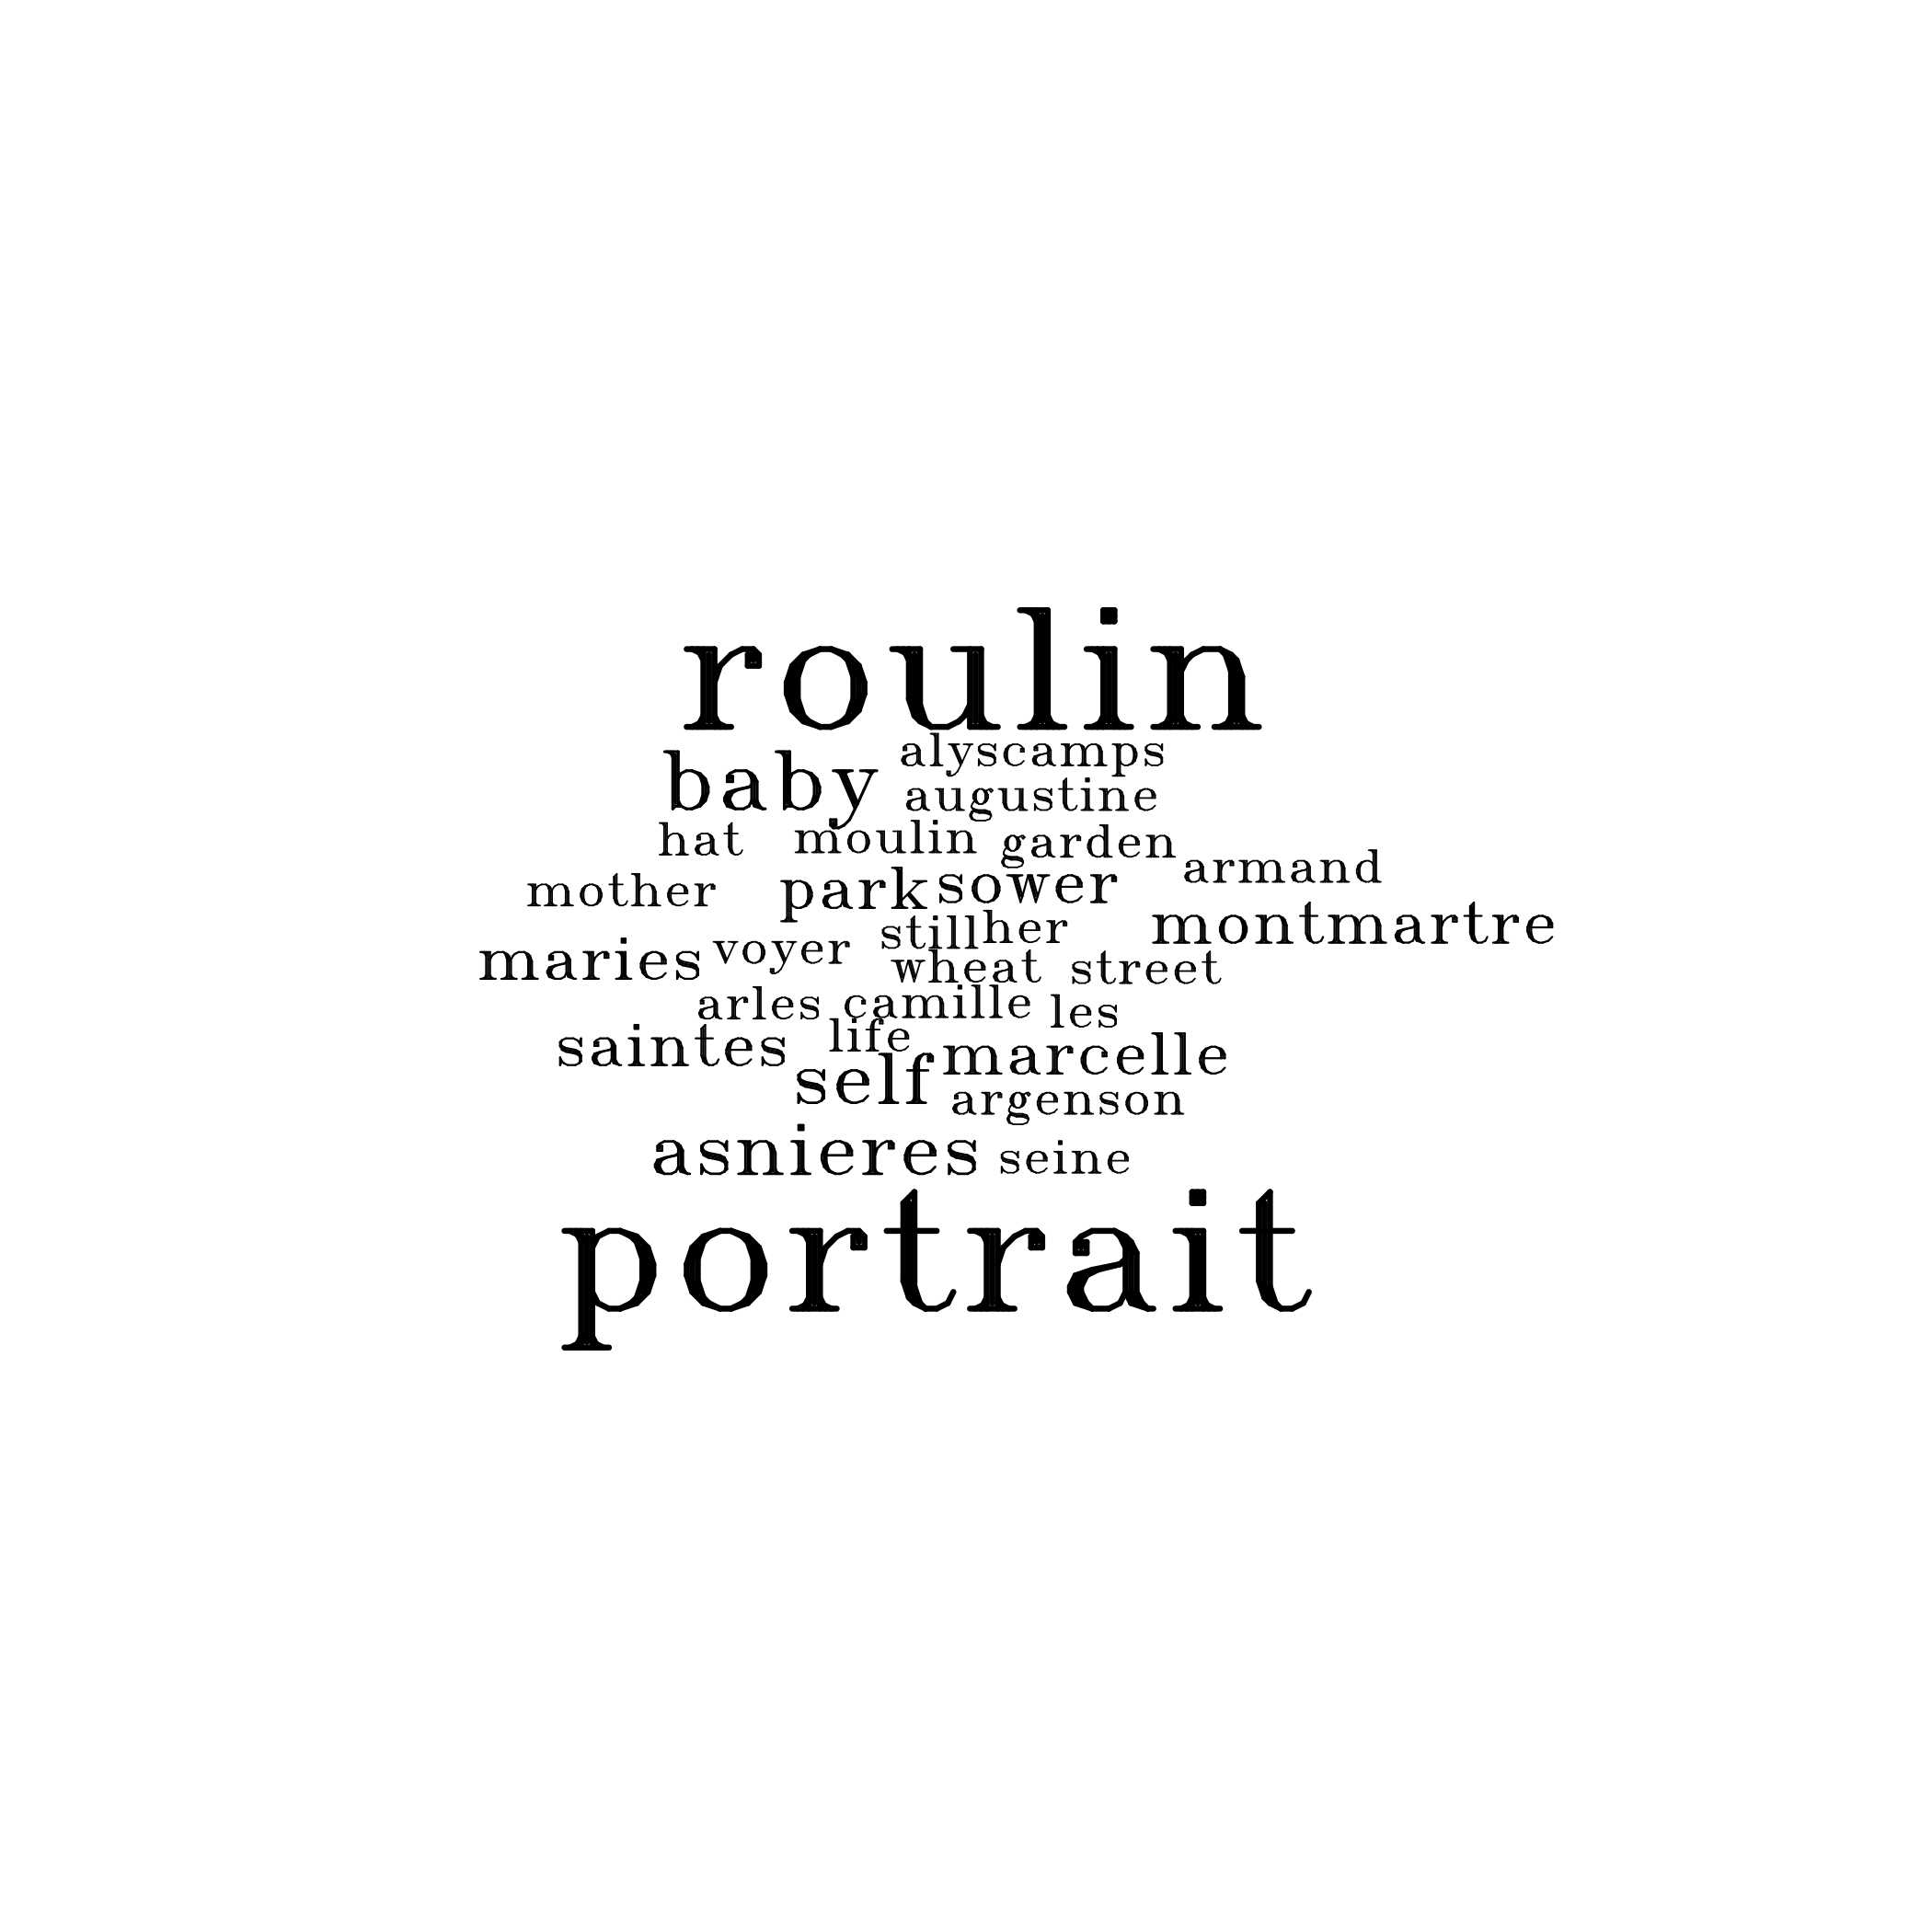 roulin
baby alyscamps
augustine
hat moulin garden
armand
mother park sower
still her montmartre
maries voyer wheat street
arles camille les
saintes life marcelle
self argenson
asnieres seine
portrait